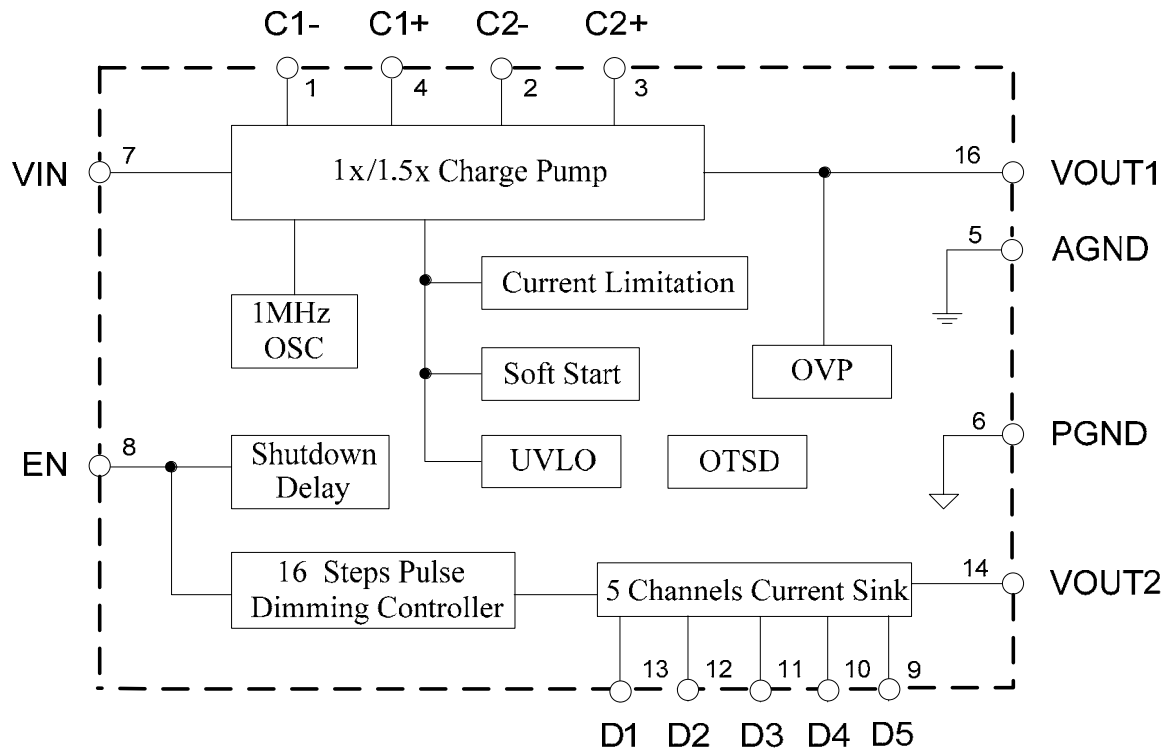 C1- C1+ C2- C2+
1 4 2 3
VIN 7 1x/1.5x Charge Pump 16 VOUT1
5 AGND
Current Limitation
1MHz
OSC
Soft Start
OVP
6 PGND
EN 8
Shutdown
Delay
UVLO
OTSD
16 Steps Pulse
Dimming Controller
5 Channels Current Sink
14 VOUT2
13 12 11 10 9
D1 D2 D3 D4 D5